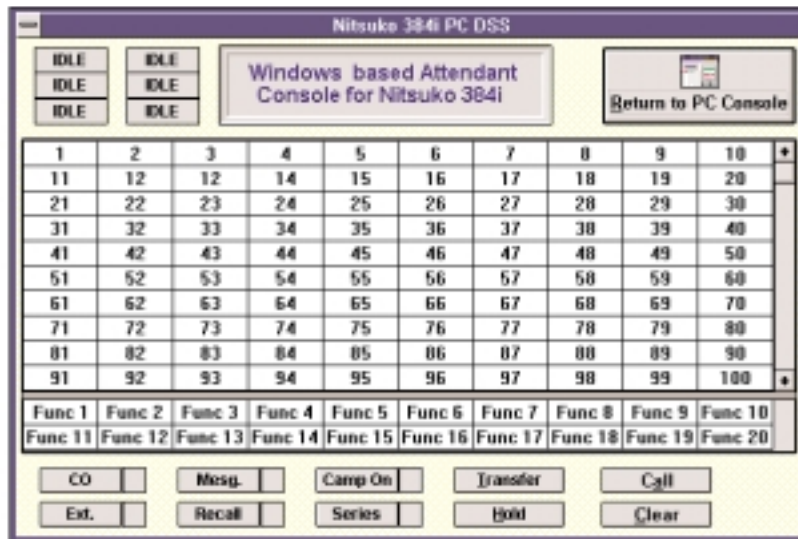 Nitsuko 384i PC DSS
IDLE IDLE
IDLE IDLE
IDLE IDLE
Windows based Attendant
Console for Nitsuko 384i
Return to PC Console
1 2 3 4 5 6 7 8 9 10
11 12 12 14 15 16 17 18 19 20
21 22 23 24 25 26 27 28 29 30
31 32 33 34 35 36 37 38 39 40
41 42 43 44 45 46 47 48 49 50
51 52 53 54 55 56 57 58 59 60
61 62 63 64 65 66 67 68 69 70
71 72 73 74 75 76 77 78 79 80
81 82 83 84 85 86 87 88 89 90
91 92 93 94 95 96 97 98 99 100
Func 1 Func 2 Func 3 Func 4 Func 5 Func 6 Func 7 Func 8 Func 9 Func 10
Func 11 Func 12 Func 13 Func 14 Func 15 Func 16 Func 17 Func 18 Func 19 Func 20
CO Mesg. Camp On Transfer Call
Ext. Recall Series Hold Clear